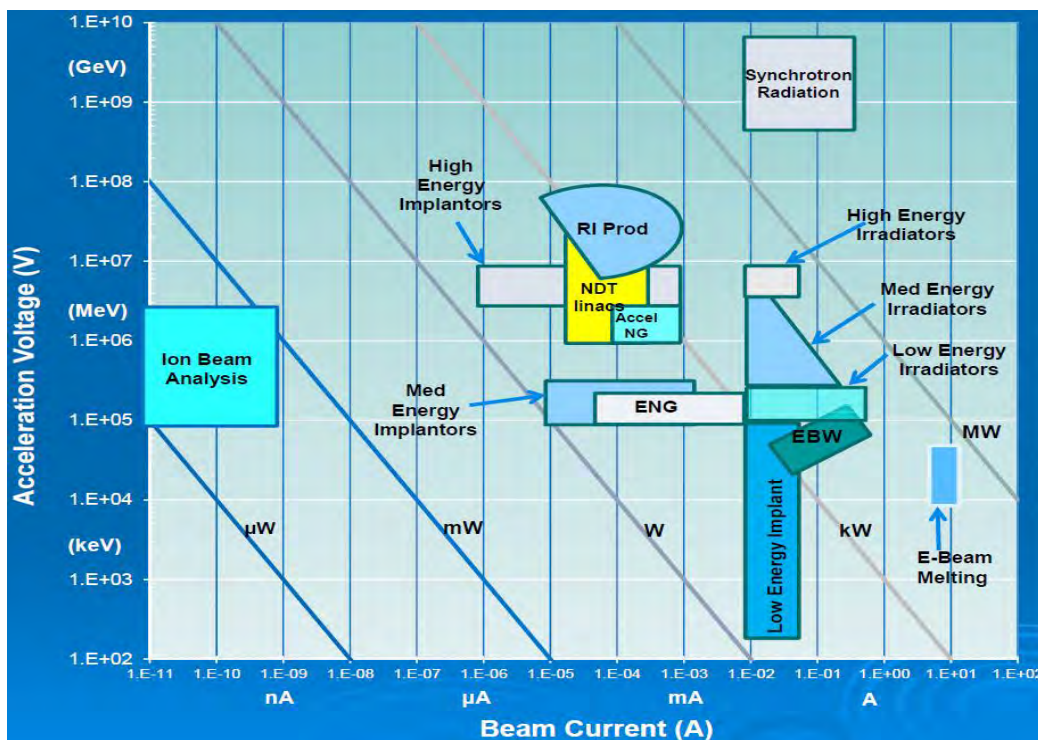 1.E+10
(GeV)
1.E+09
1.E+08
1.E+07
(MeV)
1.E+06
1.E+05
1.E+04
(keV)
1.E+03
1.E+02
Acceleration Voltage (V)
Synchrotron
Radiation
High
Energy
Implantors
RI Prod
High Energy
Irradiators
NDT
linacs
Accel
NG
Med Energy
Irradiators
Ion Beam
Analysis
Low Energy
Irradiators
Med
Energy
Implantors
ENG
EBW
MW
µW
mW
W
kW
Low Energy Implant
E-Beam
Melting
1.E-11
1.E-10
1.E-09
1.E-08
1.E-07
1.E-06
1.E-05
1.E-04
1.E-03
1.E-02
1.E-01
1.E+00
1.E+01
1.E+02
nA
µA
mA
A
Beam Current (A)